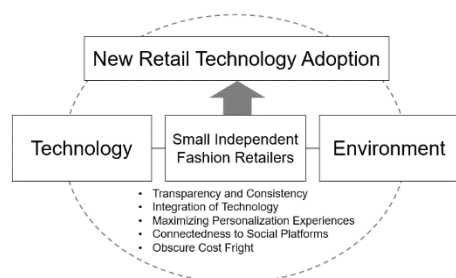 New Retail Technology Adoption
Technology
Small Independent
Fashion Retailers
Environment
• Transparency and Consistency
• Integration of Technology
• Maximizing Personalization Experiences
• Connectedness to Social Platforms
• Obscure Cost Fright